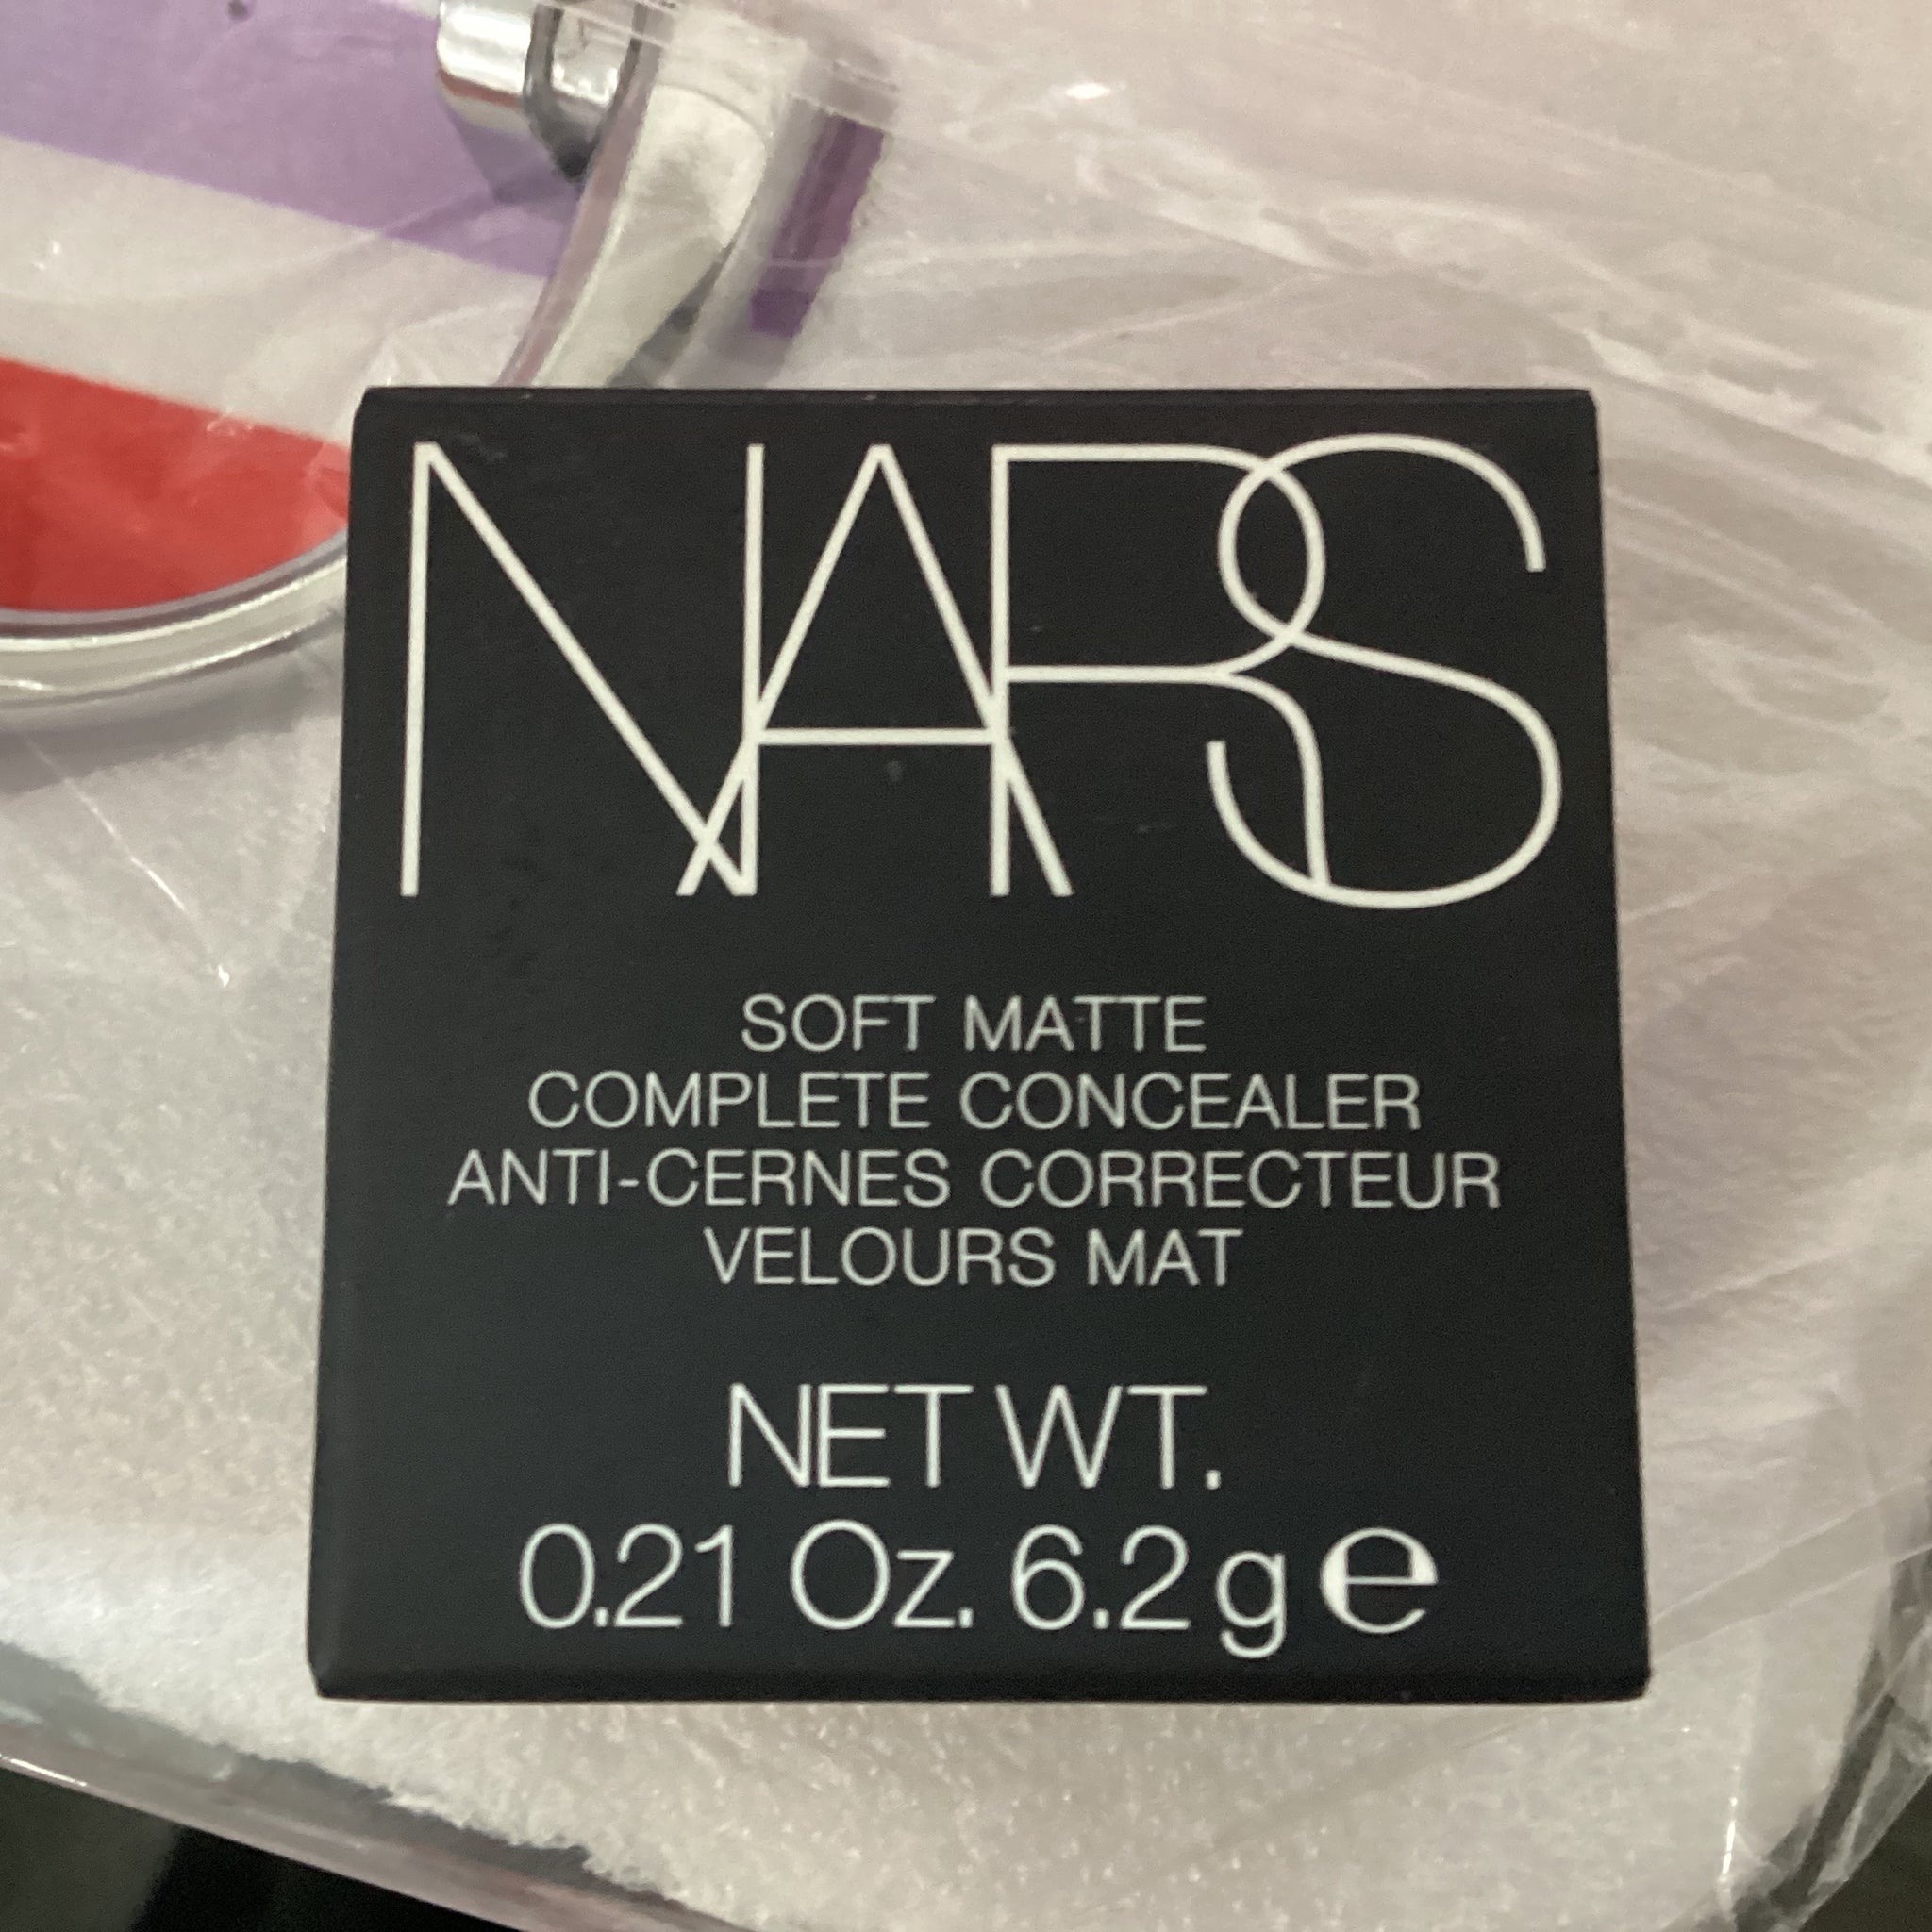 NARS
SOFT MATTE
COMPLETE CONCEALER
ANTI-CERNES CORRECTEUR
VELOURS MAT
NET WT.
0.21 Oz. 6.2 g ℮